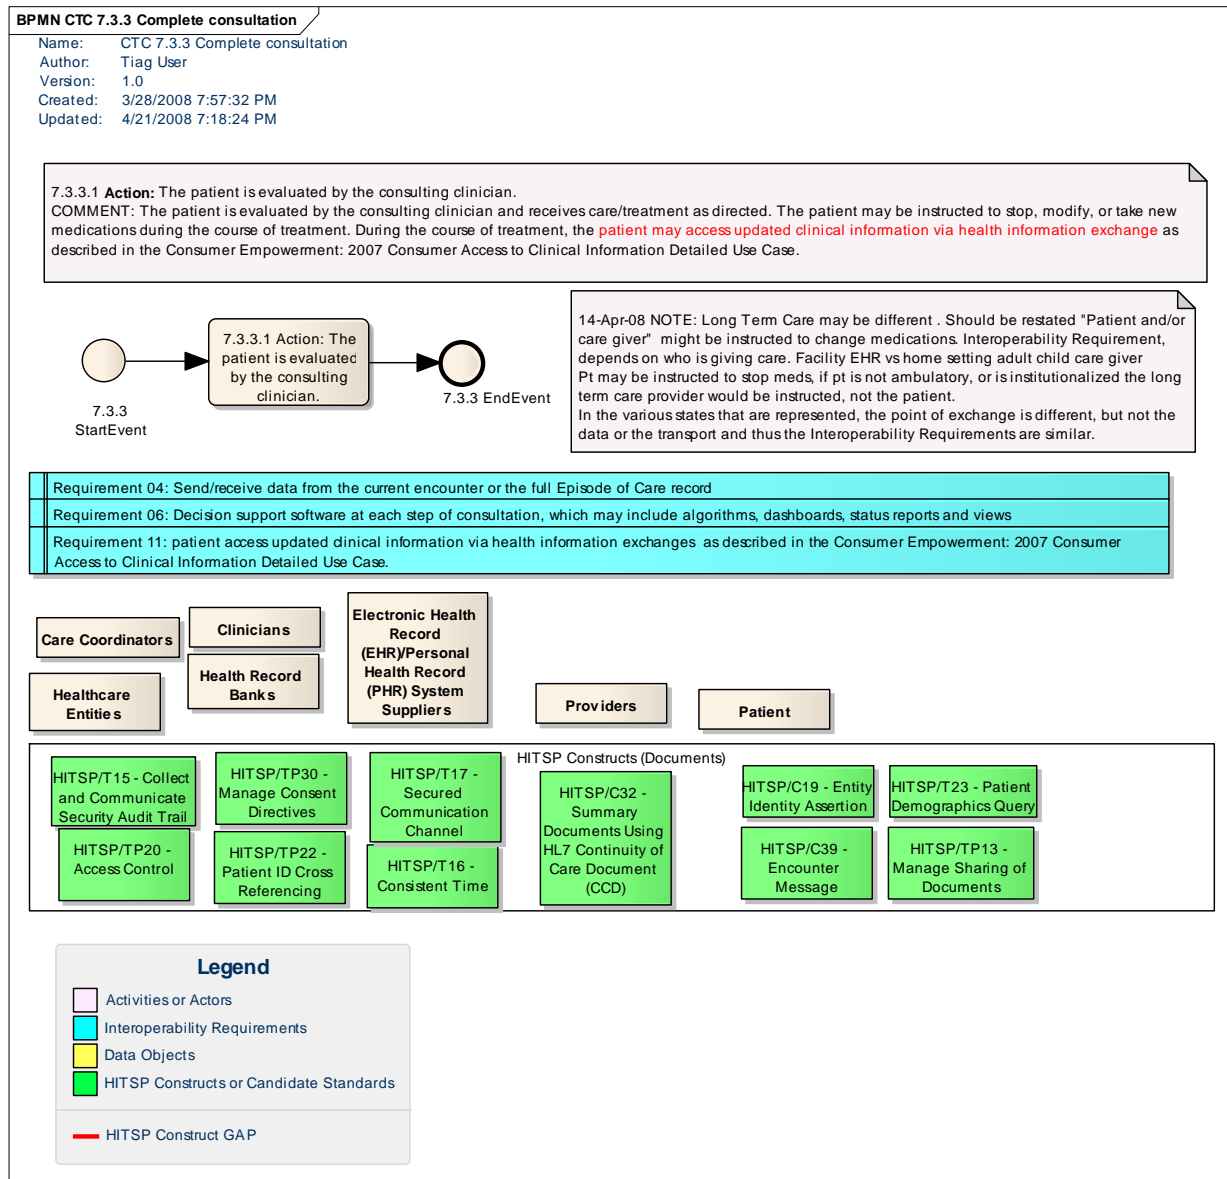 BPMN CTC 7.3.3 Complete consultation
Name: CTC 7.3.3 Complete consultation
Author: Tiag User
Version: 1.0
Created: 3/28/2008 7:57:32 PM
Updated: 4/21/2008 7:18:24 PM
7.3.3.1 Action: The patient is evaluated by the consulting clinician.
COMMENT: The patient is evaluated by the consulting clinician and receives care/treatment as directed. The patient may be instructed to stop, modify, or take new
medications during the course of treatment. During the course of treatment, the patient may access updated clinical information via health information exchange as
described in the Consumer Empowerment: 2007 Consumer Access to Clinical Information Detailed Use Case.
7.3.3
StartEvent
7.3.3.1 Action: The
patient is evaluated
by the consulting
clinician.
7.3.3 EndEvent
14-Apr-08 NOTE: Long Term Care may be different . Should be restated "Patient and/or
care giver" might be instructed to change medications. Interoperability Requirement,
depends on who is giving care. Facility EHR vs home setting adult child care giver
Pt may be instructed to stop meds, if pt is not ambulatory, or is institutionalized the long
term care provider would be instructed, not the patient.
In the various states that are represented, the point of exchange is different, but not the
data or the transport and thus the Interoperability Requirements are similar.
Requirement 04: Send/receive data from the current encounter or the full Episode of Care record
Requirement 06: Decision support software at each step of consultation, which may include algorithms, dashboards, status reports and views
Requirement 11: patient access updated clinical information via health information exchanges as described in the Consumer Empowerment: 2007 Consumer
Access to Clinical Information Detailed Use Case.
Care Coordinators
Clinicians
Electronic Health
Record
(EHR)/Personal
Health Record
(PHR) System
Suppliers
Healthcare
Entities
Health Record
Banks
Providers
Patient
HITSP Constructs (Documents)
HITSP/T15 - Collect
and Communicate
Security Audit Trail
HITSP/TP30 -
Manage Consent
Directives
HITSP/T17 -
Secured
Communication
Channel
HITSP/C32 -
Summary
Documents Using
HL7 Continuity of
Care Document
(CCD)
HITSP/C19 - Entity
Identity Assertion
HITSP/T23 - Patient
Demographics Query
HITSP/TP20 -
Access Control
HITSP/TP22 -
Patient ID Cross
Referencing
HITSP/T16 -
Consistent Time
HITSP/C39 -
Encounter
Message
HITSP/TP13 -
Manage Sharing of
Documents
Legend
Activities or Actors
Interoperability Requirements
Data Objects
HITSP Constructs or Candidate Standards
HITSP Construct GAP